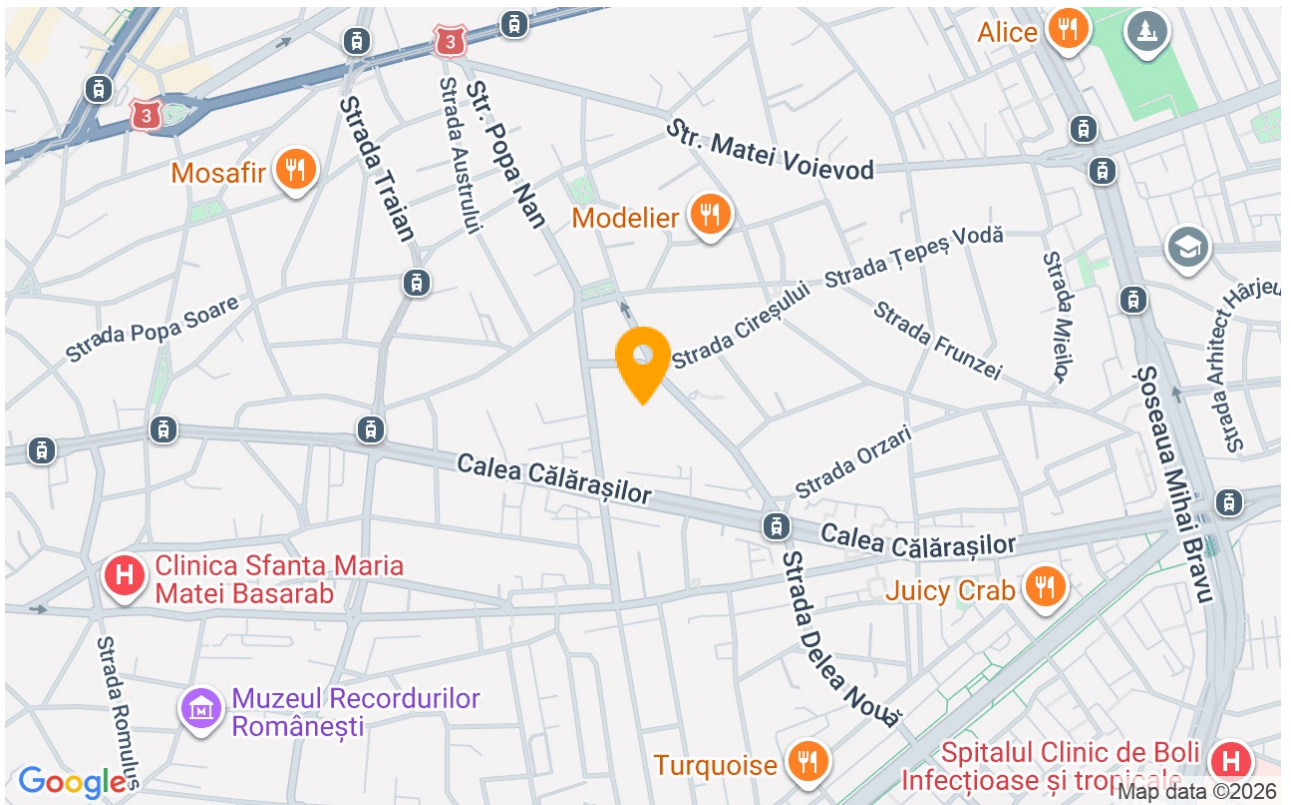 Alice
3
3
Strada Traian
Strada Austrului
Str. Popa Nan
Str. Matei Voievod
Mosafir
Modelier
Strada Țepeș Vodă
Strada Mieilor
Strada Popa Soare
Strada Cireșului
Strada Frunzei
Strada Arhitect Hârjeu
Șoseaua Mihai Bravu
Strada Orzari
Calea Călărașilor
Calea Călărașilor
H
Clinica Sfanta Maria
Matei Basarab
Juicy Crab
Strada Delea Nouă
Strada Romulus
M
Muzeul Recordurilor
Românești
Turquoise
Spitalul Clinic de Boli
Infecțioase și tropicale
H
Google
Map data ©2026